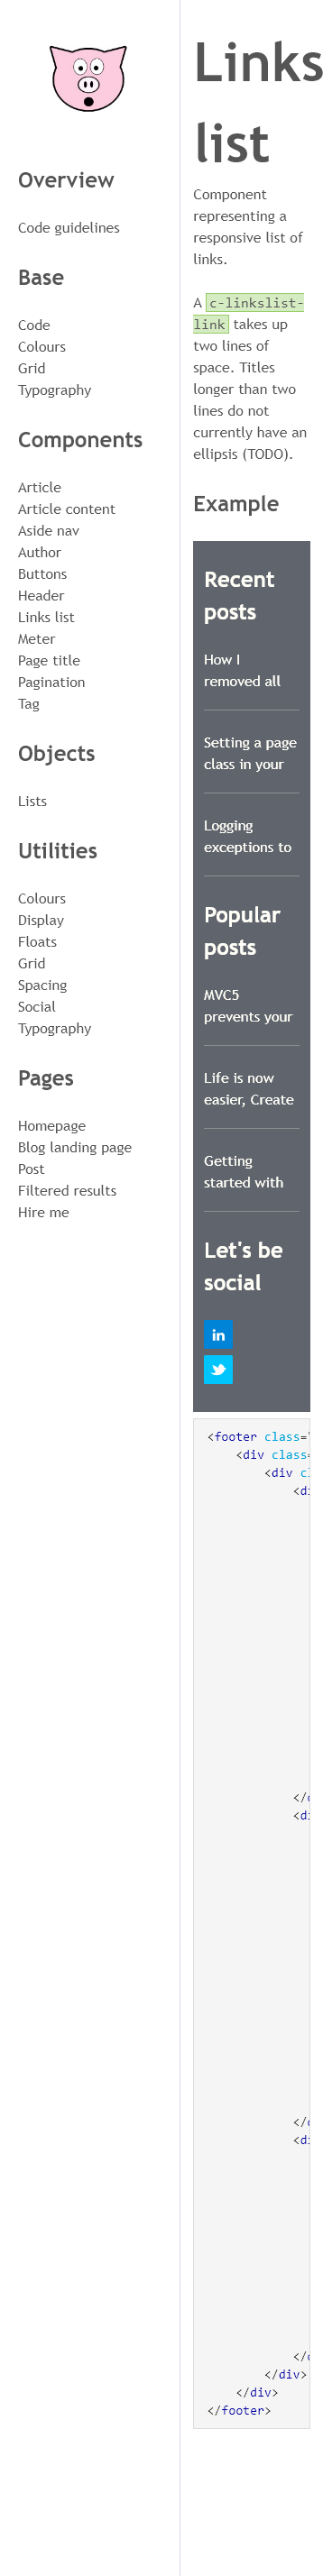 Overview
Code guidelines
Base
Code
Colours
Grid
Typography
Components
Article
Article content
Aside nav
Author
Buttons
Header
Links list
Meter
Page title
Pagination
Tag
Objects
Lists
Utilities
Colours
Display
Floats
Grid
Spacing
Social
Typography
Pages
Homepage
Blog landing page
Post
Filtered results
Hire me
Links
list
Component
representing a
responsive list of
links.
A c-linkslist-
link takes up
two lines of
space. Titles
longer than two
lines do not
currently have an
ellipsis (TODO).
Example
Recent
posts
How I
removed all
Setting a page
class in your
Logging
exceptions to
Popular
posts
MVC5
prevents your
Life is now
easier, Create
Getting
started with
Let's be
social
in
<footer class=
<div class=
<div
</div>
</div>
</footer>